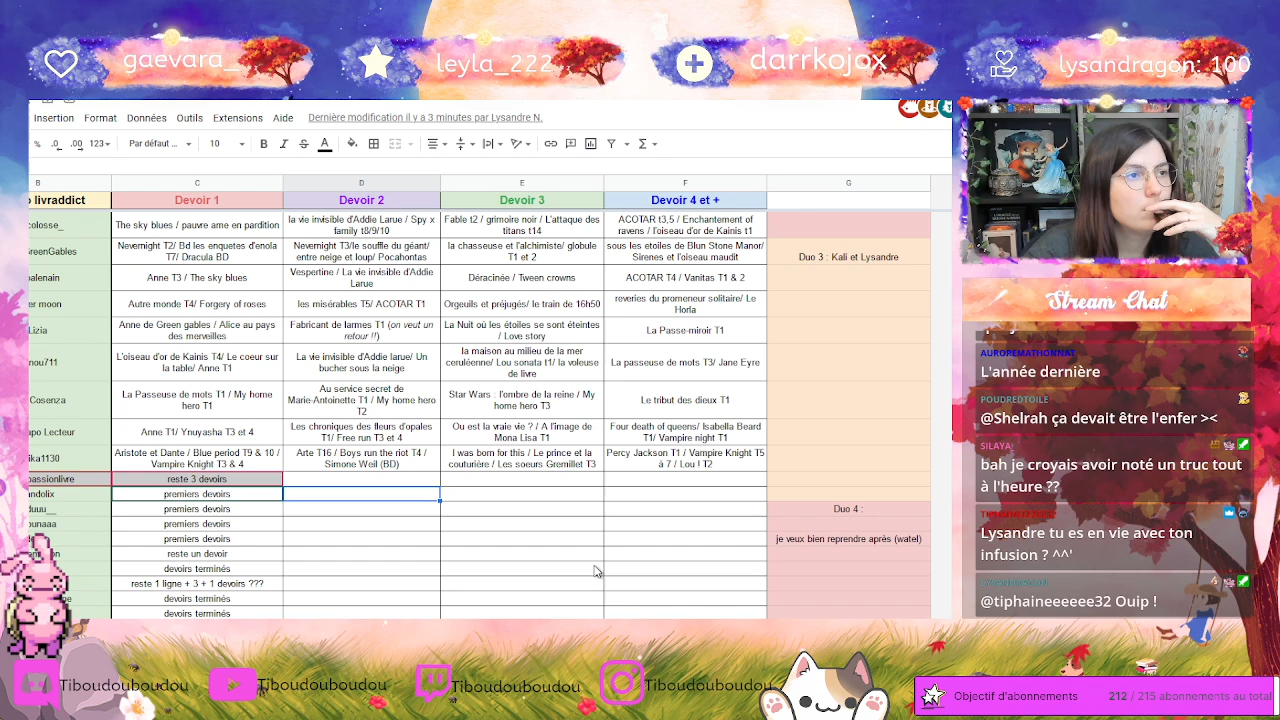 gaevara_
leyla_222
darrkojox
lysandragon: 100
Insertion Format Données Outils Extensions Aide Dernière modification il y a 3 minutes par Lysandre N.
% .0 .00 123 Par défaut ... 10 B I S A
B C D E F G
livraddict Devoir 1 Devoir 2 Devoir 3 Devoir 4 et +
colosse_ The sky blues / pauvre ame en pardition
la vie invisible d'Addie Larue / Spy x family t8/9/10
Fable t2 / grimoire noir / L'attaque des titans t14
ACOTAR t3,5 / Enchantement of ravens / l'oiseau d'or de Kainis t1
GreenGables Nevernight T2/ Bd les enquetes d'enola T7/ Dracula BD
Nevernight T3/le souffle du géant/ entre neige et loup/ Pocahontas
la chasseuse et l'alchimiste/ globule T1 et 2
sous les etoiles de Blun Stone Manor/ Sirenes et l'oiseau maudit
Duo 3 : Kali et Lysandre
alenain Anne T3 / The sky blues
Vespertine / La vie invisible d'Addie Larue
Déracinée / Tween crowns
ACOTAR T4/ Vanitas T1 & 2
er moon Autre monde T4/ Forgery of roses
les misérables T5/ ACOTAR T1
Orgeuils et préjugés/ le train de 16h50
reveries du promeneur solitaire/ Le Horla
Lizia Anne de Green gables / Alice au pays des merveilles
Fabricant de larmes T1 (on veut un retour !!)
La Nuit où les étoiles se sont éteintes / Love story
La Passe-miroir T1
nou711 L'oiseau d'or de Kainis T4/ Le coeur sur la table/ Anne T1
La vie invisible d'Addie larue/ Un bucher sous la neige
la maison au milieu de la mer ceruléenne/ Lou sonata t1/ la voleuse de livre
La passeuse de mots T3/ Jane Eyre
Cosenza La Passeuse de mots T1 / My home hero T1
Au service secret de Marie-Antoinette T1 / My home hero T2
Star Wars : l'ombre de la reine / My home hero T3
Le tribut des dieux T1
apo Lecteur Anne T1/ Ynuyasha T3 et 4
Les chroniques des fleurs d'opales T1/ Free run T3 et 4
Ou est la vraie vie ? / A l'image de Mona Lisa T1
Four death of queens/ Isabella Beard T1/ Vampire night T1
ika1130 Aristote et Dante / Blue period T9 & 10 / Vampire Knight T3 & 4
Arte T16 / Boys run the riot T4 / Simone Weil (BD)
I was born for this / Le prince et la couturière / Les soeurs Gremillet T3
Percy Jackson T1 / Vampire Knight T5 à 7 / Lou ! T2
passionlivre reste 3 devoirs
andolix premiers devoirs
duuu__ premiers devoirs Duo 4 :
ounaaa premiers devoirs
premiers devoirs je veux bien reprendre après (watel)
reste un devoir
devoirs terminés
reste 1 ligne + 3 + 1 devoirs ???
devoirs terminés
devoirs terminés
Stream Chat
AUROREMATHONNAT
L'année dernière
POUDREDTOILE
@Shelrah ça devait être l'enfer ><
SILAYA
bah je croyais avoir noté un truc tout
à l'heure ??
Lysandre tu es en vie avec ton
infusion ? ^^'
@tiphaineeeeee32 Ouip !
Tiboudouboudou
Tiboudouboudou
Tiboudouboudou
Tiboudouboudou
Objectif d'abonnements 212 / 215 abonnements au total